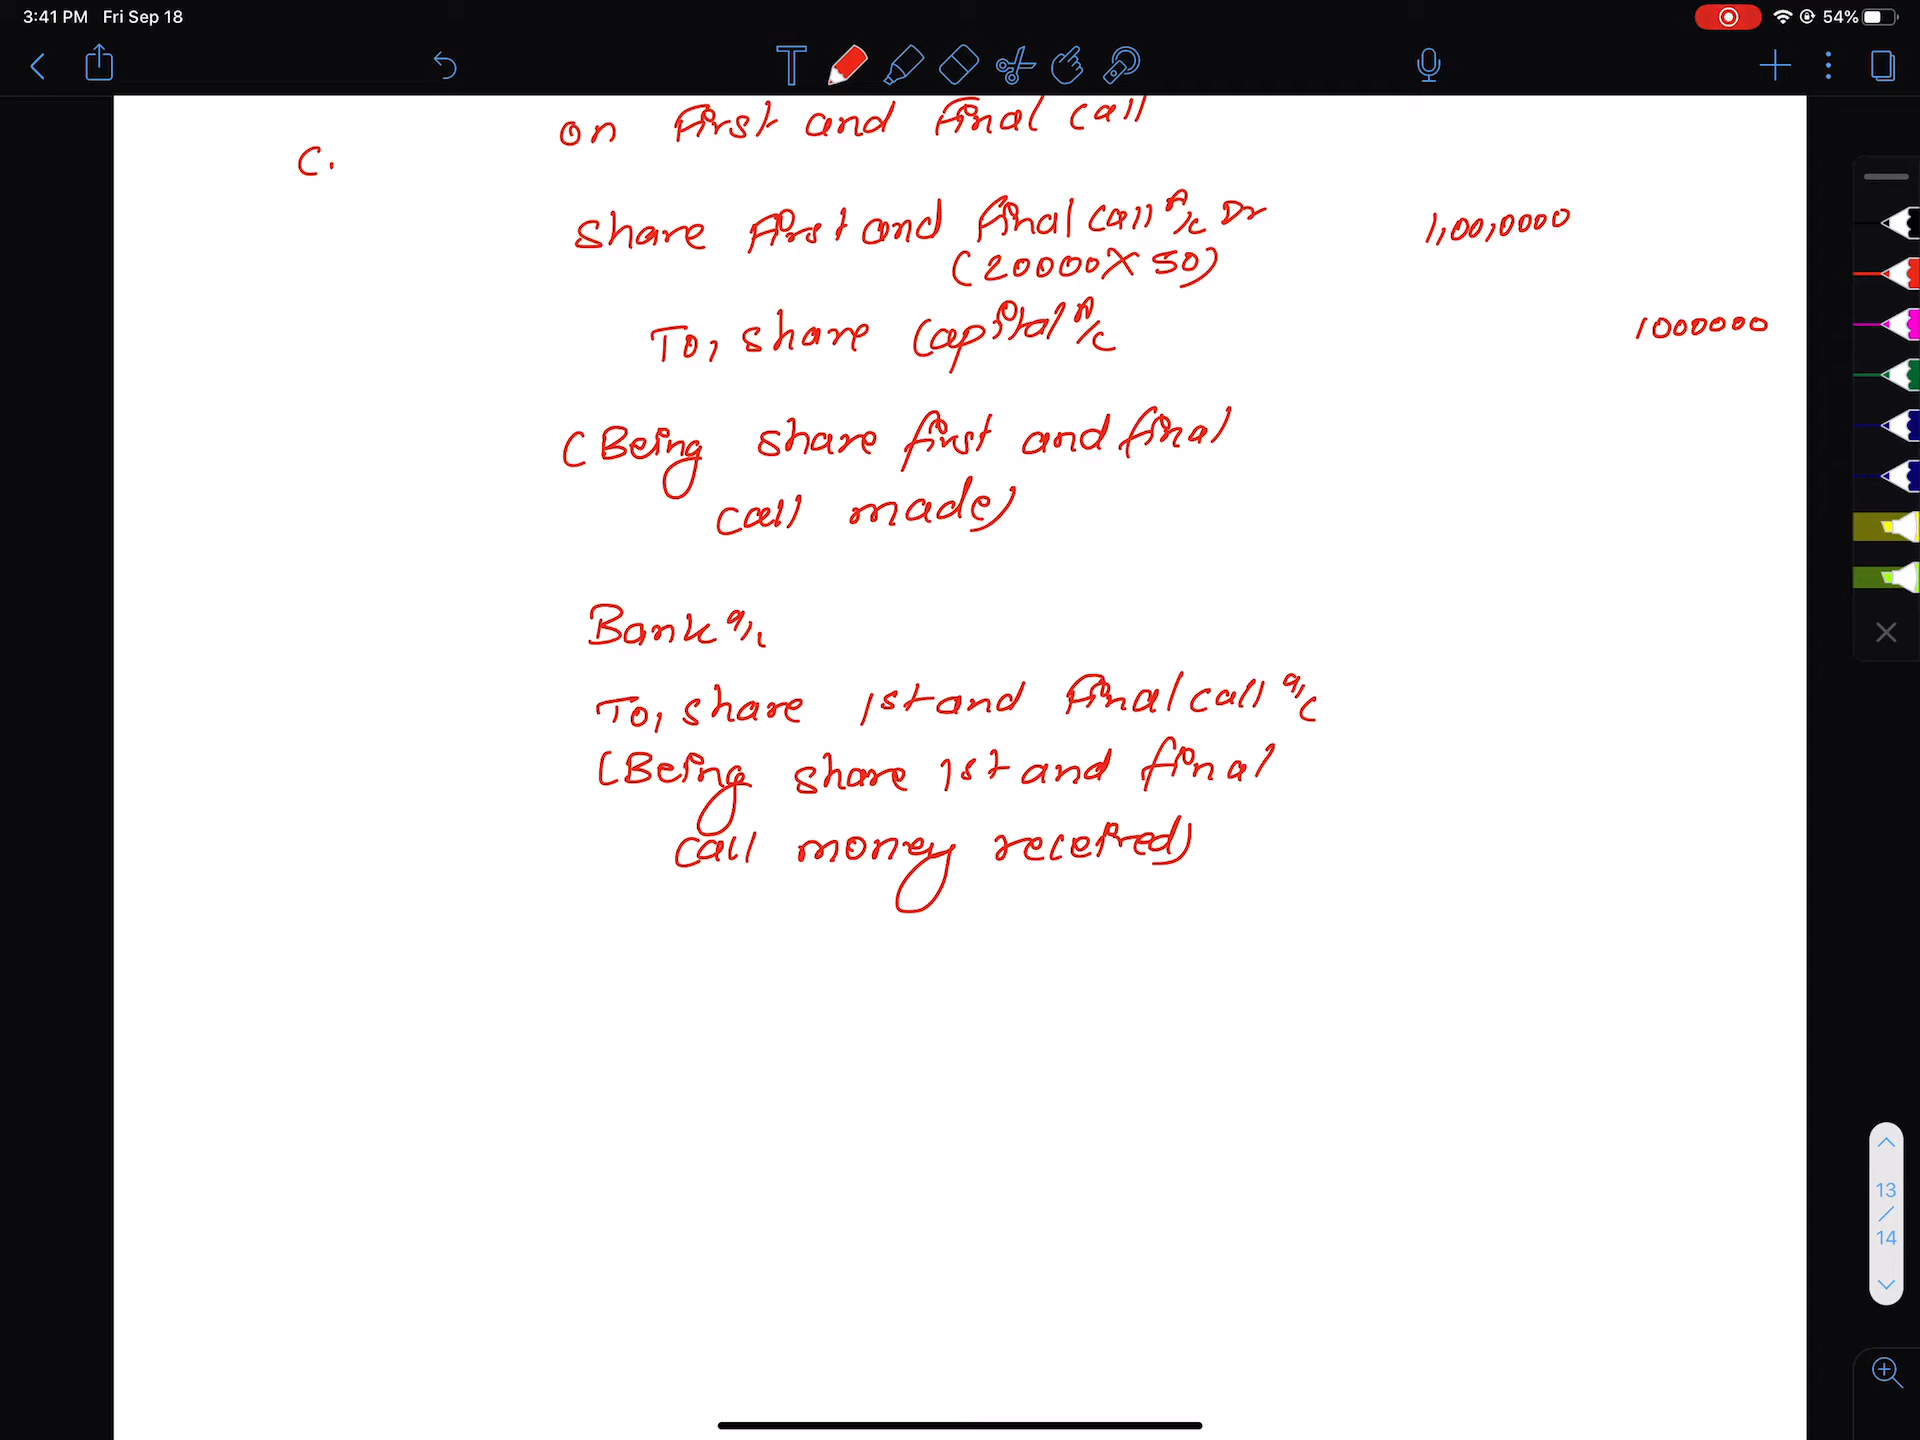 3:41 PM Fri Sep 18
54%
on First and Final call
C.
Share First and Final call A/c Dr 1,00,0000
(20000 X 50)
To, share capital A/c 1000000
(Being share first and final
call made)
Bank a/c
To, share 1st and Final call a/c
(Being share 1st and final
call money received)
13
/
14